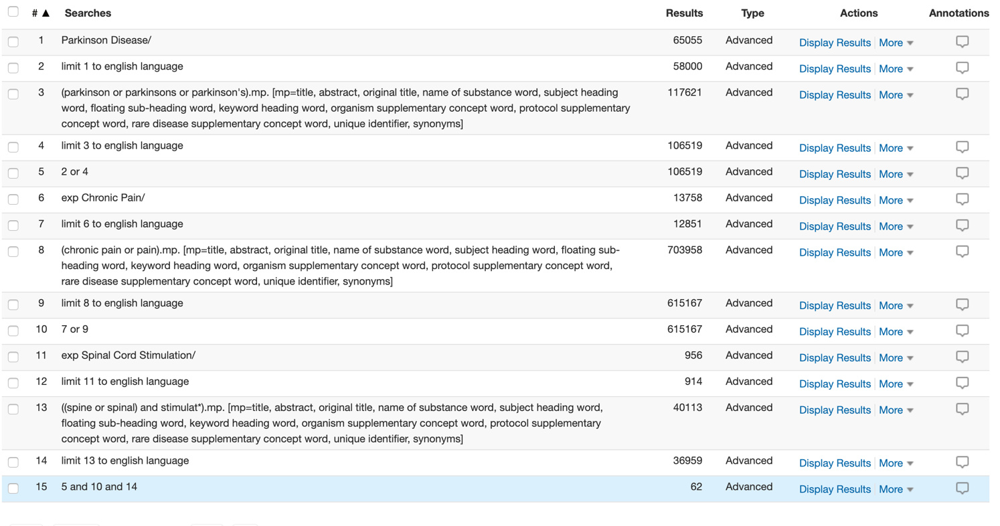 # ▲ Searches Results Type Actions Annotations
1 Parkinson Disease/ 65055 Advanced Display Results More ▼
2 limit 1 to english language 58000 Advanced Display Results More ▼
3 (parkinson or parkinsons or parkinson's).mp. [mp=title, abstract, original title, name of substance word, subject heading 117621 Advanced Display Results More ▼
word, floating sub-heading word, keyword heading word, organism supplementary concept word, protocol supplementary
concept word, rare disease supplementary concept word, unique identifier, synonyms]
4 limit 3 to english language 106519 Advanced Display Results More ▼
5 2 or 4 106519 Advanced Display Results More ▼
6 exp Chronic Pain/ 13758 Advanced Display Results More ▼
7 limit 6 to english language 12851 Advanced Display Results More ▼
8 (chronic pain or pain).mp. [mp=title, abstract, original title, name of substance word, subject heading word, floating sub- 703958 Advanced Display Results More ▼
heading word, keyword heading word, organism supplementary concept word, protocol supplementary concept word,
rare disease supplementary concept word, unique identifier, synonyms]
9 limit 8 to english language 615167 Advanced Display Results More ▼
10 7 or 9 615167 Advanced Display Results More ▼
11 exp Spinal Cord Stimulation/ 956 Advanced Display Results More ▼
12 limit 11 to english language 914 Advanced Display Results More ▼
13 ((spine or spinal) and stimulat*).mp. [mp=title, abstract, original title, name of substance word, subject heading word, 40113 Advanced Display Results More ▼
floating sub-heading word, keyword heading word, organism supplementary concept word, protocol supplementary
concept word, rare disease supplementary concept word, unique identifier, synonyms]
14 limit 13 to english language 36959 Advanced Display Results More ▼
15 5 and 10 and 14 62 Advanced Display Results More ▼